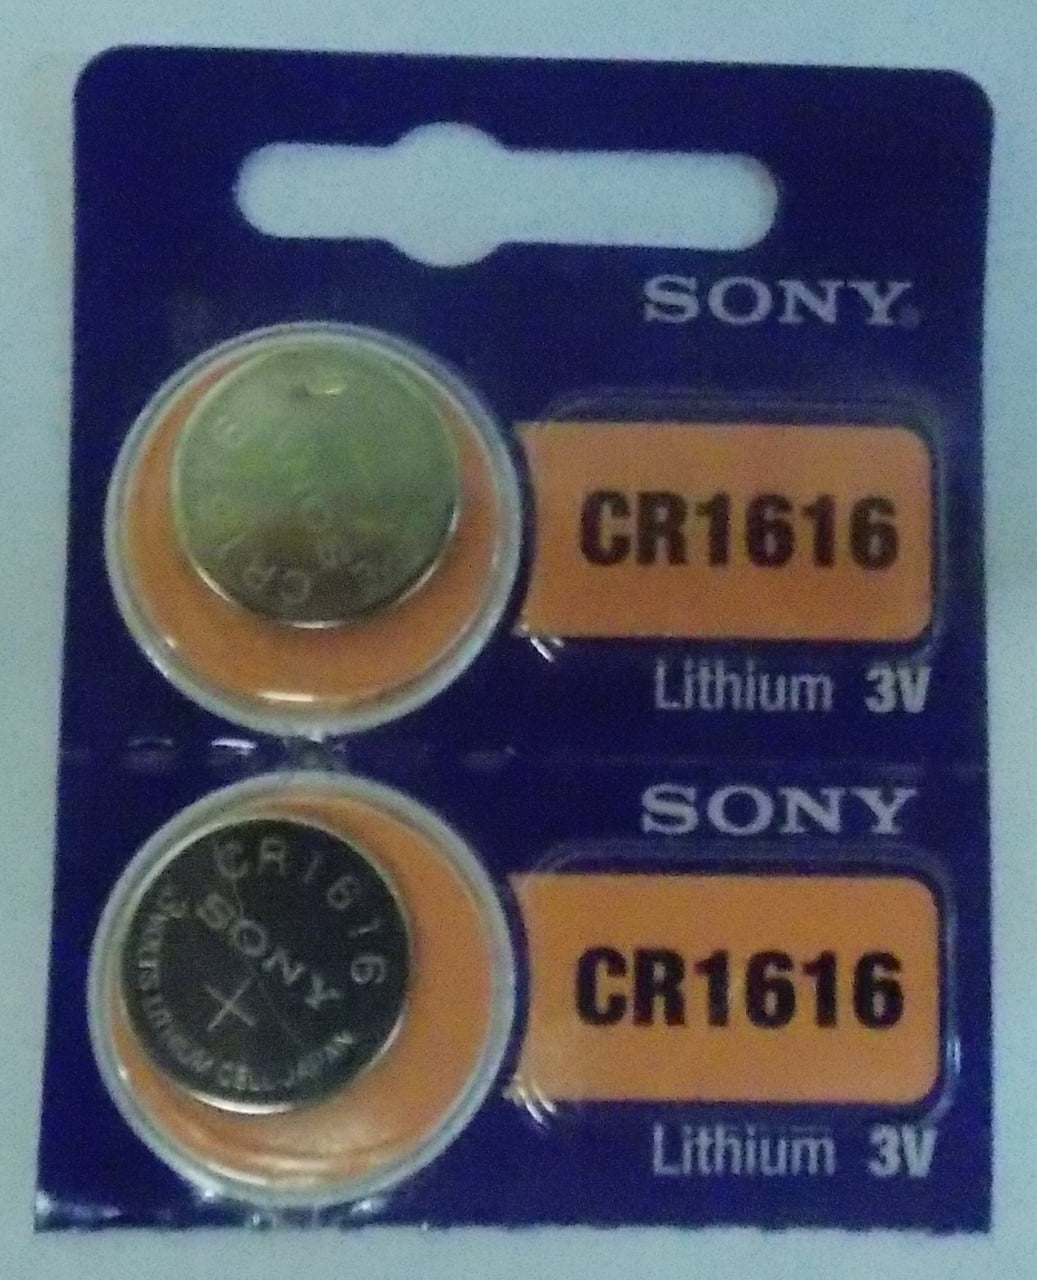 SONY
CR1616
Lithium 3V
SONY
CR1616
Lithium 3V
CR1616
SONY
+
LITHIUM CELL JAPAN